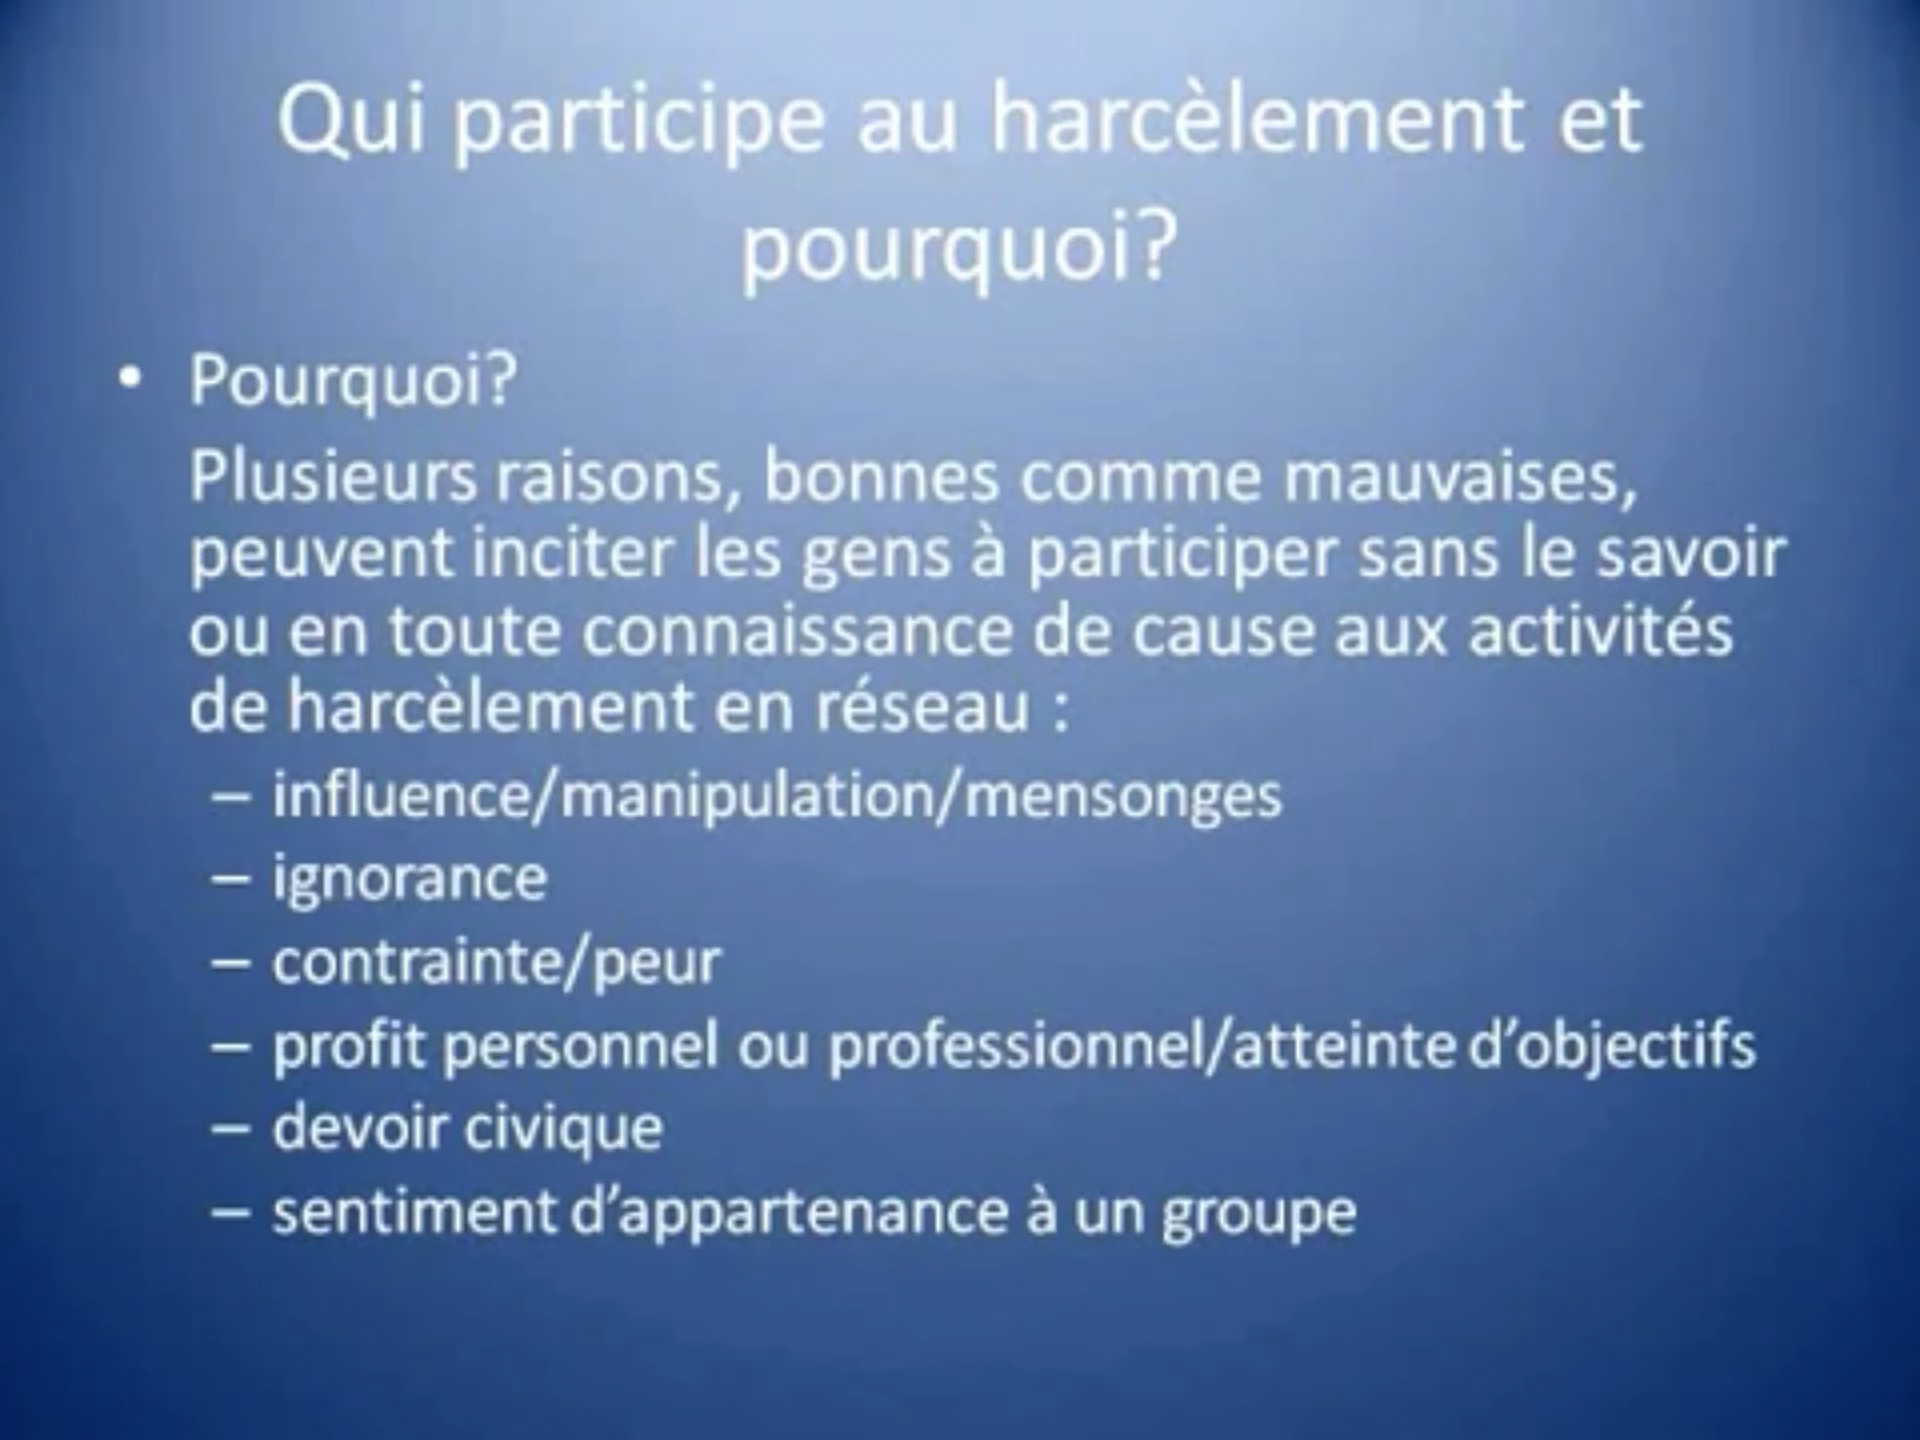 Qui participe au harcèlement et
pourquoi?
• Pourquoi?
Plusieurs raisons, bonnes comme mauvaises,
peuvent inciter les gens à participer sans le savoir
ou en toute connaissance de cause aux activités
de harcèlement en réseau :
– influence/manipulation/mensonges
– ignorance
– contrainte/peur
– profit personnel ou professionnel/atteinte d’objectifs
– devoir civique
– sentiment d’appartenance à un groupe